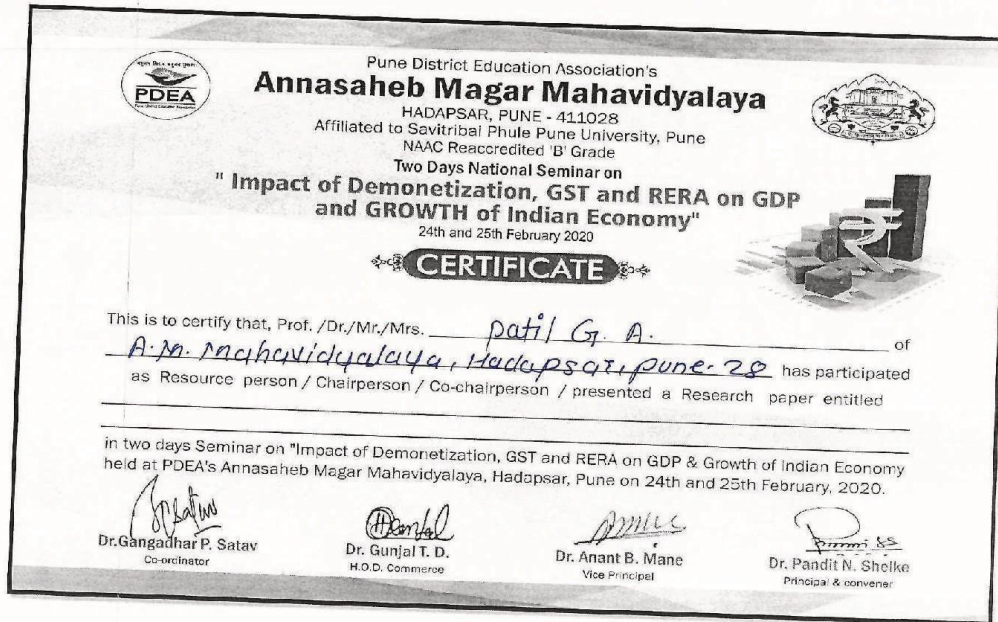 Pune District Education Association's
Annasaheb Magar Mahavidyalaya
HADAPSAR, PUNE - 411028
Affiliated to Savitribai Phule Pune University, Pune
NAAC Reaccredited 'B' Grade
Two Days National Seminar on
" Impact of Demonetization, GST and RERA on GDP
and GROWTH of Indian Economy"
24th and 25th February 2020
CERTIFICATE
PDEA
This is to certify that, Prof. /Dr./Mr./Mrs. Patil G. A. of
A.M. Mahavidyalaya, Hadapsar, pune-28 has participated
as Resource person / Chairperson / Co-chairperson / presented a Research paper entitled
in two days Seminar on "Impact of Demonetization, GST and RERA on GDP & Growth of Indian Economy
held at PDEA's Annasaheb Magar Mahavidyalaya, Hadapsar, Pune on 24th and 25th February, 2020.
Dr.Gangadhar P. Satav
Co-ordinator
Dr. Gunjal T. D.
H.O.D. Commerce
Dr. Anant B. Mane
Vice Principal
Dr. Pandit N. Shelke
Principal & convener